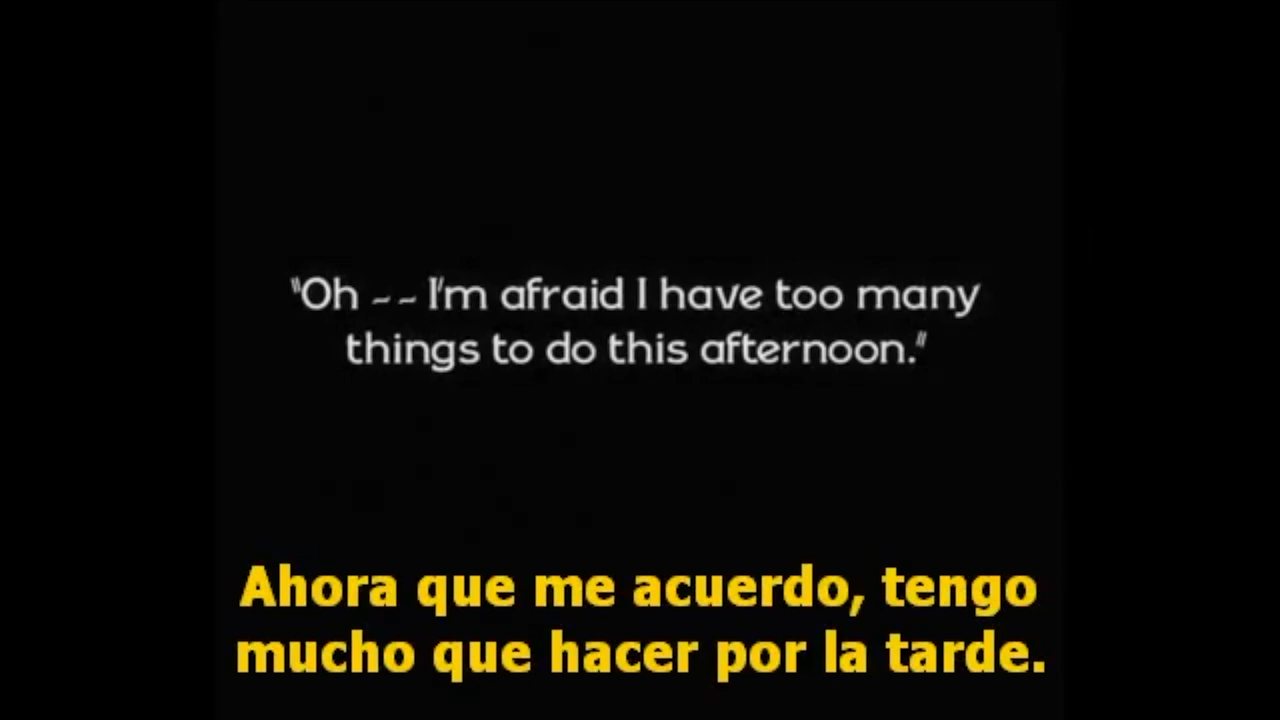 "Oh -- I'm afraid I have too many
things to do this afternoon."
Ahora que me acuerdo, tengo
mucho que hacer por la tarde.